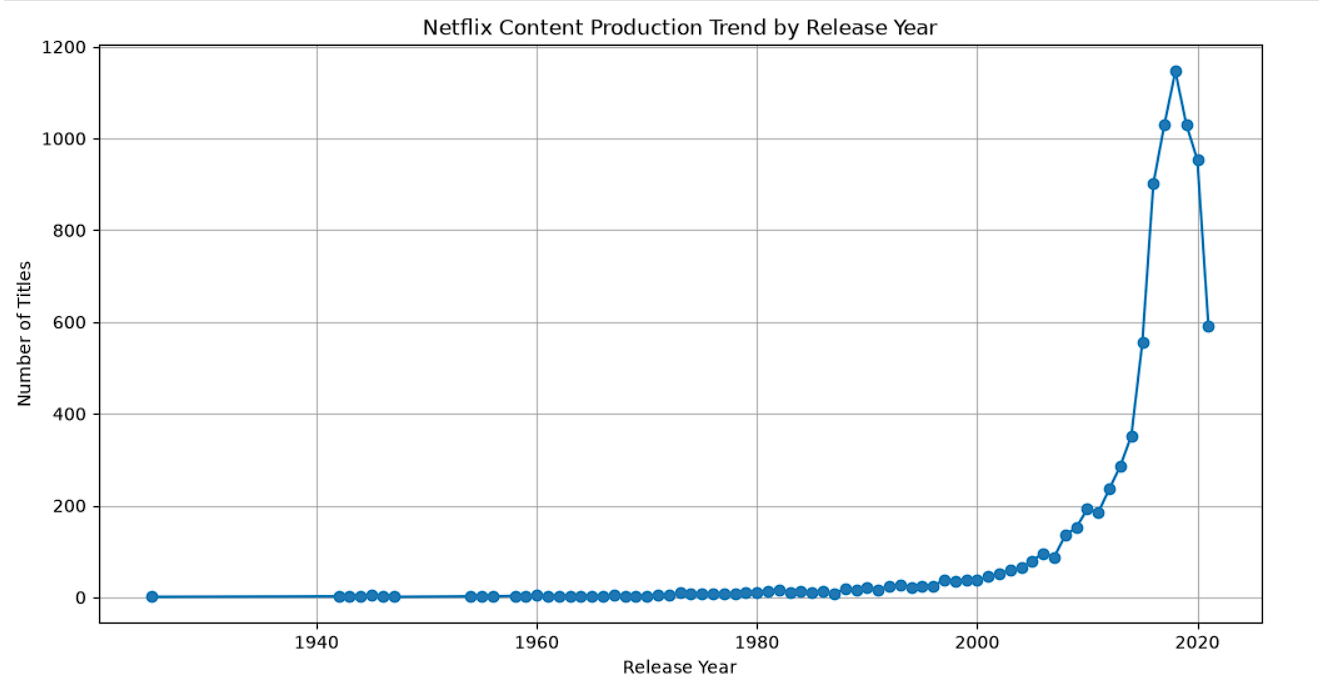 Netflix Content Production Trend by Release Year
1200
1000
800
600
400
200
0
Number of Titles
1940 1960 1980 2000 2020
Release Year